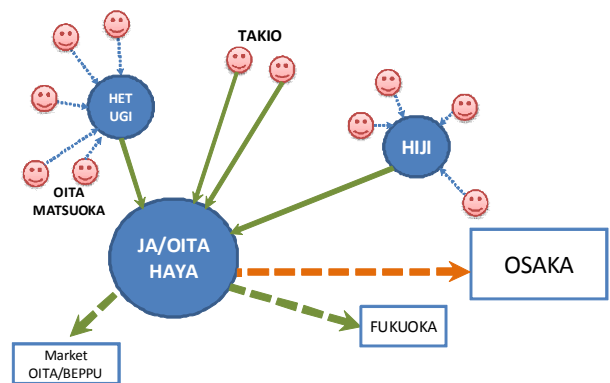 TAKIO
HET
UGI
HIJI
OITA
MATSUOKA
JA/OITA
HAYA
OSAKA
FUKUOKA
Market
OITA/BEPPU